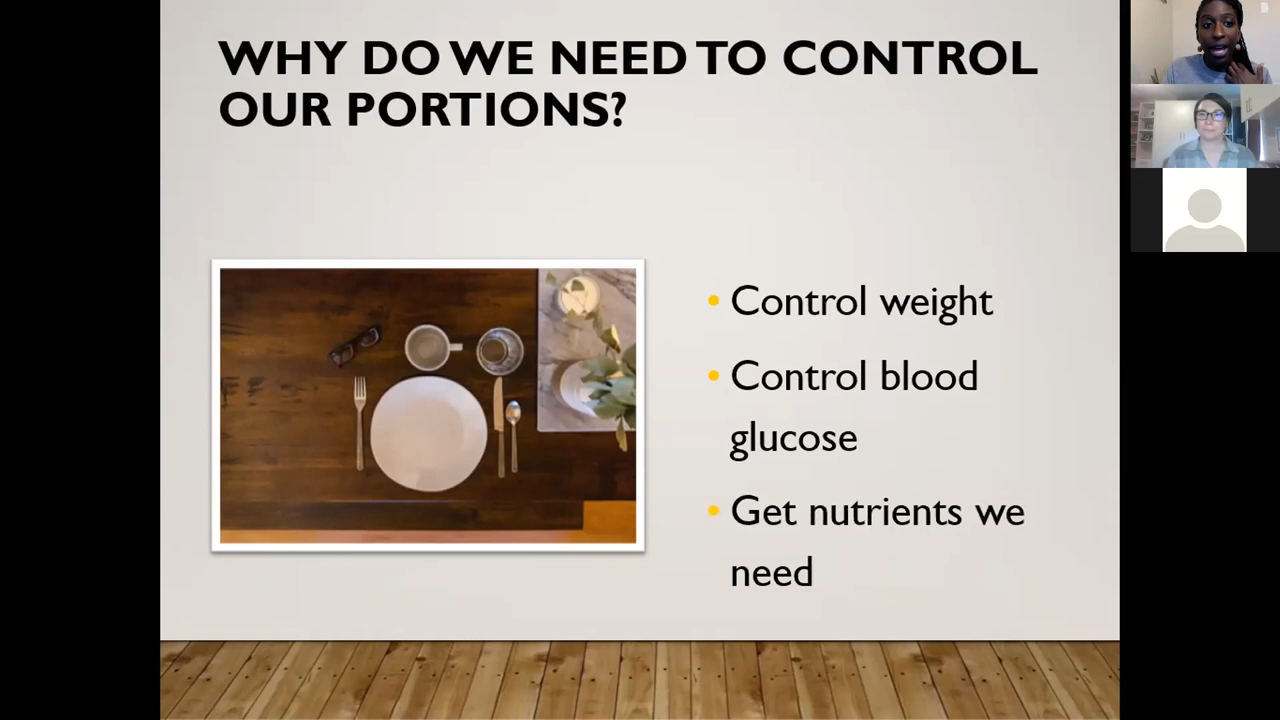 WHY DO WE NEED TO CONTROL
OUR PORTIONS?
• Control weight
• Control blood
glucose
• Get nutrients we
need